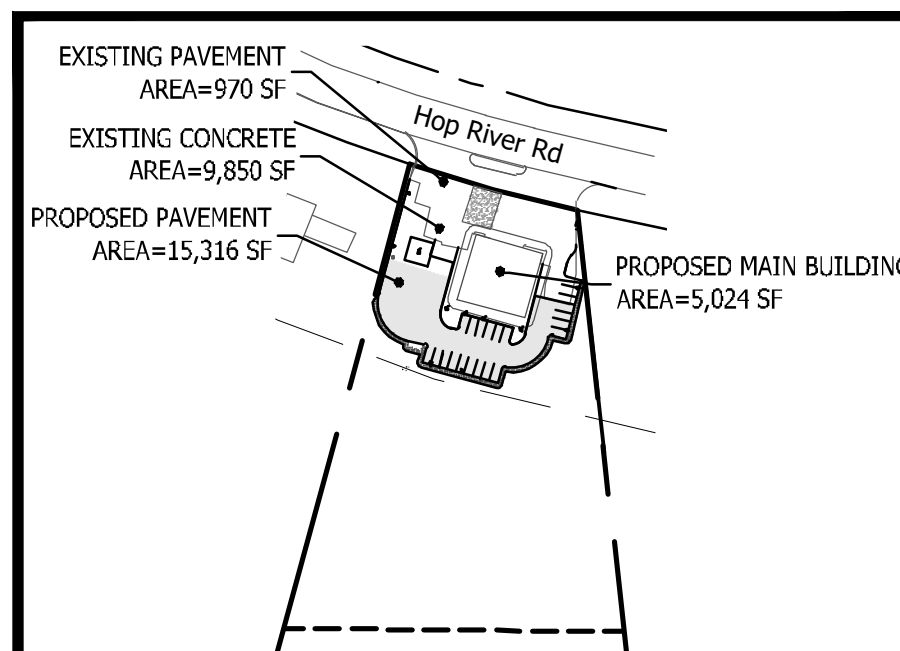 EXISTING PAVEMENT
AREA=970 SF
Hop River Rd
EXISTING CONCRETE
AREA=9,850 SF
PROPOSED PAVEMENT
AREA=15,316 SF
PROPOSED MAIN BUILDING
AREA=5,024 SF